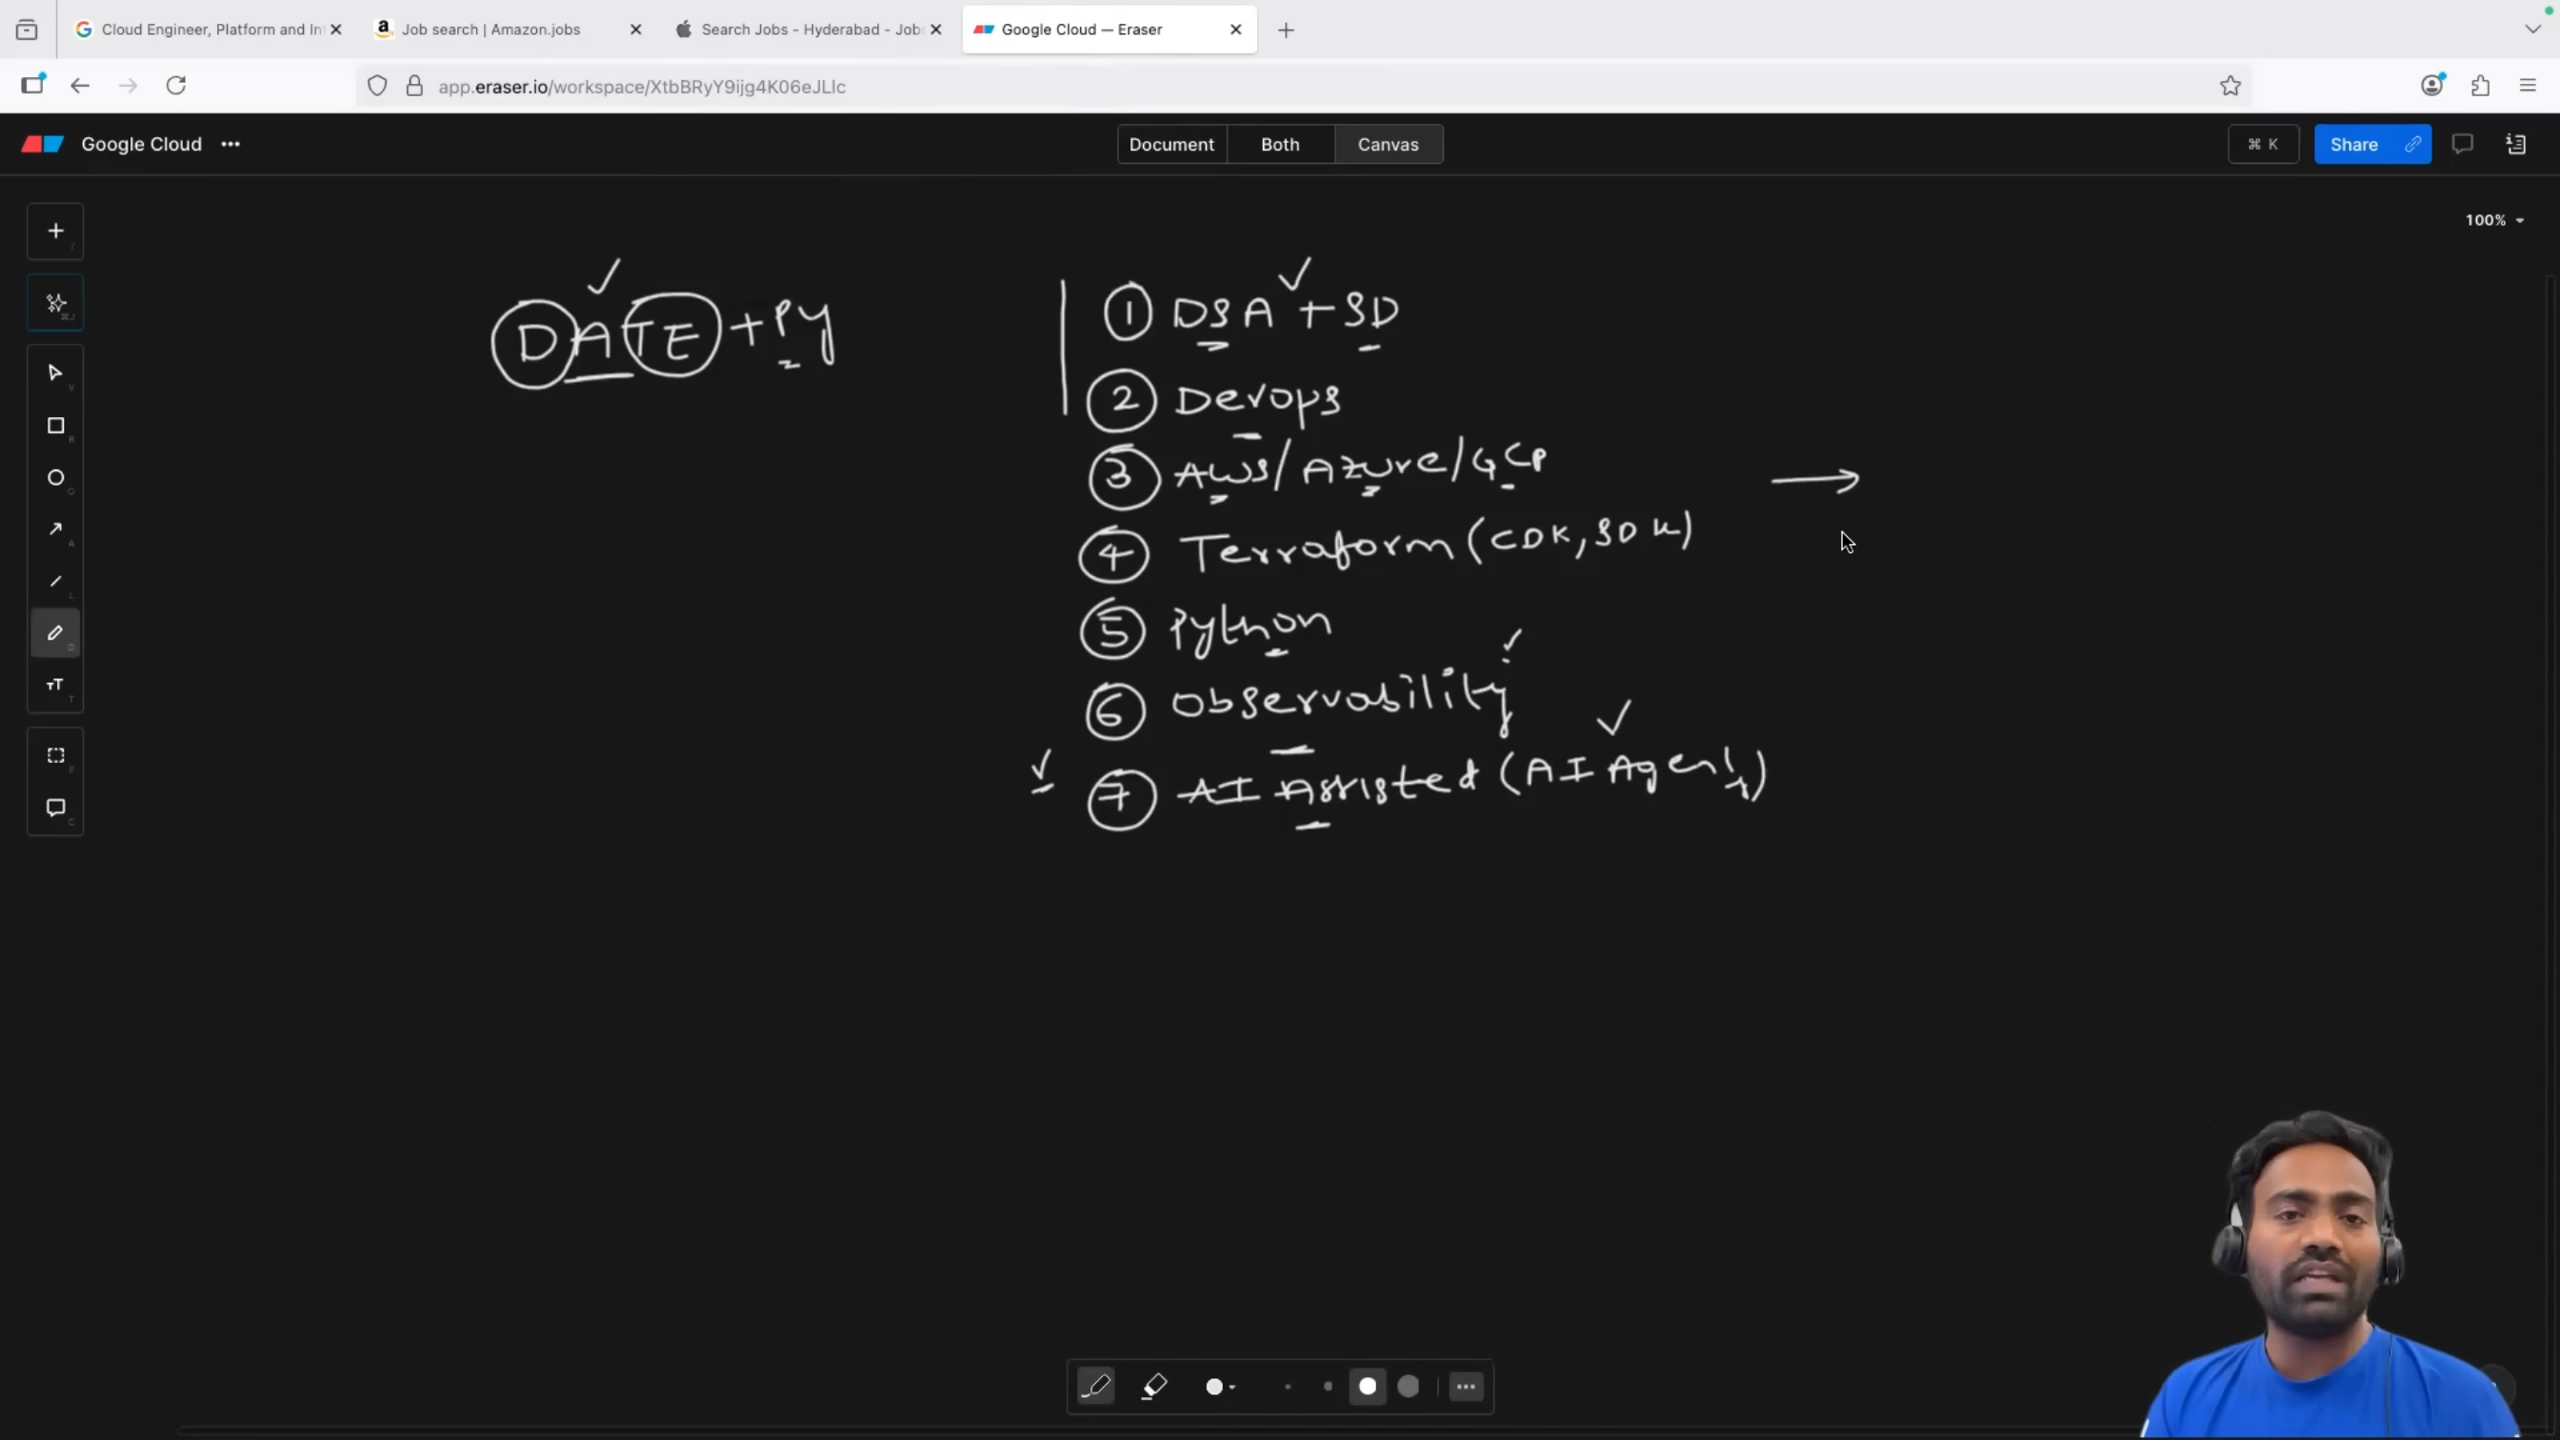 Cloud Engineer, Platform and In
Job search | Amazon.jobs
Search Jobs - Hyderabad - Job
Google Cloud — Eraser
app.eraser.io/workspace/XtbBRyY9ijg4K06eJLlc
Google Cloud
Document
Both
Canvas
⌘ K
Share
100%
DATE + PY
1 DSA + SD
2 Devops
3 AWS/Azure/GCP
4 Terraform (CDK, SDK)
5 Python
6 Observability
7 AI Assisted (AI Agents)